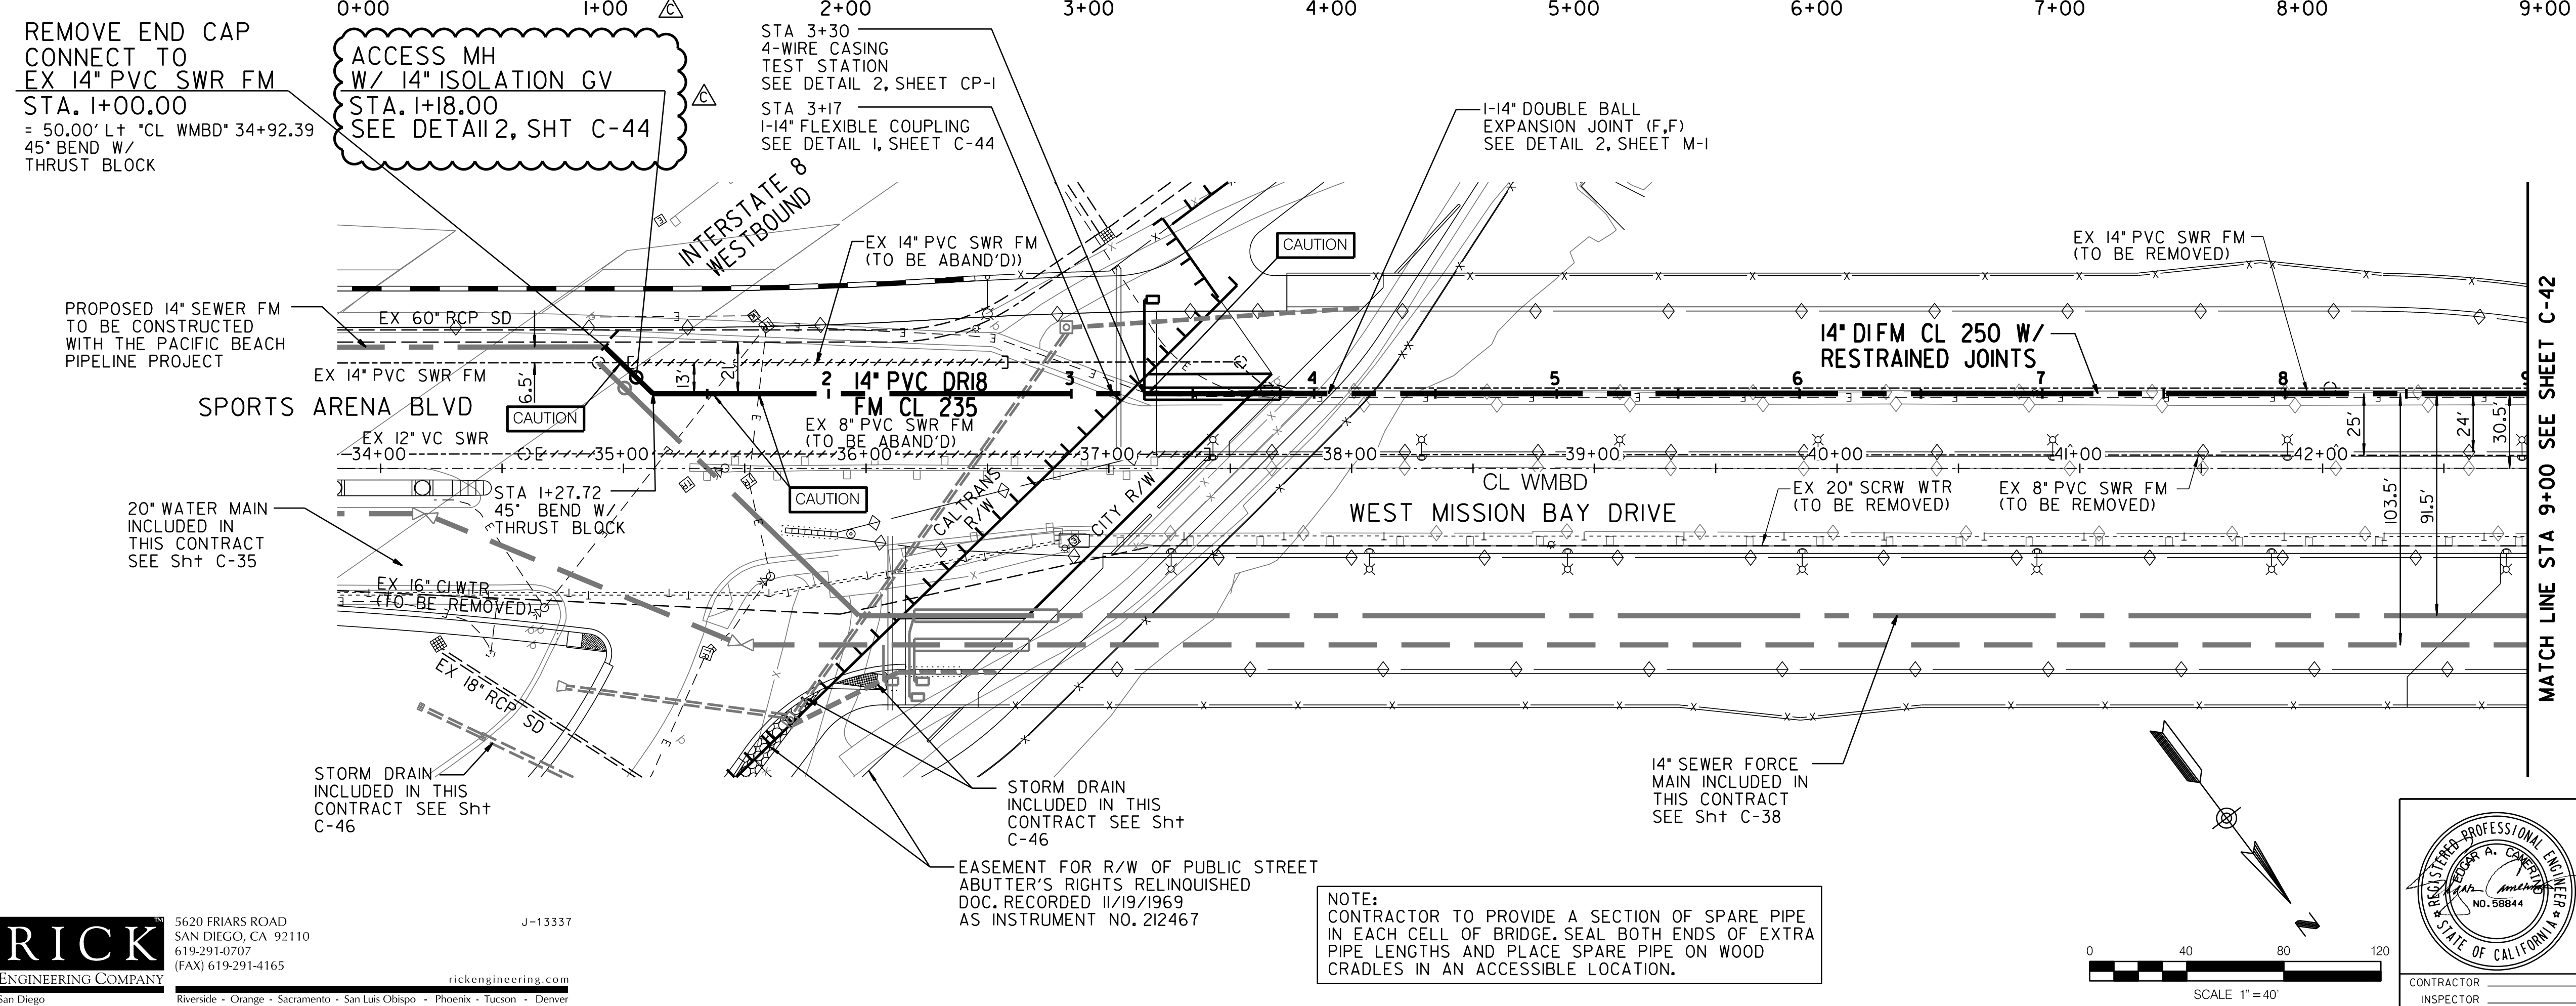 0+00 1+00 2+00 3+00 4+00 5+00 6+00 7+00 8+00 9+00
C
REMOVE END CAP
CONNECT TO
EX 14" PVC SWR FM
STA. 1+00.00
= 50.00' Lt "CL WMBD" 34+92.39
45° BEND W/
THRUST BLOCK
ACCESS MH
W/ 14" ISOLATION GV
STA. 1+18.00
SEE DETAIl 2, SHT C-44
C
STA 3+30
4-WIRE CASING
TEST STATION
SEE DETAIL 2, SHEET CP-1
STA 3+17
1-14" FLEXIBLE COUPLING
SEE DETAIL 1, SHEET C-44
1-14" DOUBLE BALL
EXPANSION JOINT (F,F)
SEE DETAIL 2, SHEET M-1
INTERSTATE 8
WESTBOUND
EX 14" PVC SWR FM
(TO BE ABAND'D))
CAUTION
EX 14" PVC SWR FM
(TO BE REMOVED)
PROPOSED 14" SEWER FM
TO BE CONSTRUCTED
WITH THE PACIFIC BEACH
PIPELINE PROJECT
EX 60" RCP SD
14" DI FM CL 250 W/
RESTRAINED JOINTS
EX 14" PVC SWR FM
6.5'
13'
21'
2 14" PVC DR18 3 4 5 6 7 8 9
FM CL 235
SPORTS ARENA BLVD
CAUTION
EX 8" PVC SWR FM
(TO BE ABAND'D)
EX 12" VC SWR
34+00 35+00 36+00 37+00 38+00 39+00 40+00 41+00 42+00
25'
24'
30.5'
103.5'
91.5'
STA 1+27.72
45° BEND W/
THRUST BLOCK
CAUTION
CALTRANS
R/W
CITY R/W
CL WMBD
WEST MISSION BAY DRIVE
EX 20" SCRW WTR
(TO BE REMOVED)
EX 8" PVC SWR FM
(TO BE REMOVED)
20" WATER MAIN
INCLUDED IN
THIS CONTRACT
SEE Sht C-35
EX 16" CI WTR
(TO BE REMOVED)
EX 18" RCP SD
MATCH LINE STA 9+00 SEE SHEET C-42
STORM DRAIN
INCLUDED IN THIS
CONTRACT SEE Sht
C-46
STORM DRAIN
INCLUDED IN THIS
CONTRACT SEE Sht
C-46
14" SEWER FORCE
MAIN INCLUDED IN
THIS CONTRACT
SEE Sht C-38
EASEMENT FOR R/W OF PUBLIC STREET
ABUTTER'S RIGHTS RELINQUISHED
DOC. RECORDED 11/19/1969
AS INSTRUMENT NO. 212467
NOTE:
CONTRACTOR TO PROVIDE A SECTION OF SPARE PIPE
IN EACH CELL OF BRIDGE. SEAL BOTH ENDS OF EXTRA
PIPE LENGTHS AND PLACE SPARE PIPE ON WOOD
CRADLES IN AN ACCESSIBLE LOCATION.
N
0 40 80 120
SCALE 1"=40'
REGISTERED PROFESSIONAL ENGINEER
EDGAR A. CAMERINO
NO. 58844
STATE OF CALIFORNIA
CONTRACTOR
INSPECTOR
RICK™
ENGINEERING COMPANY
5620 FRIARS ROAD
SAN DIEGO, CA 92110
619-291-0707
(FAX) 619-291-4165
J-13337
rickengineering.com
San Diego Riverside - Orange - Sacramento - San Luis Obispo - Phoenix - Tucson - Denver